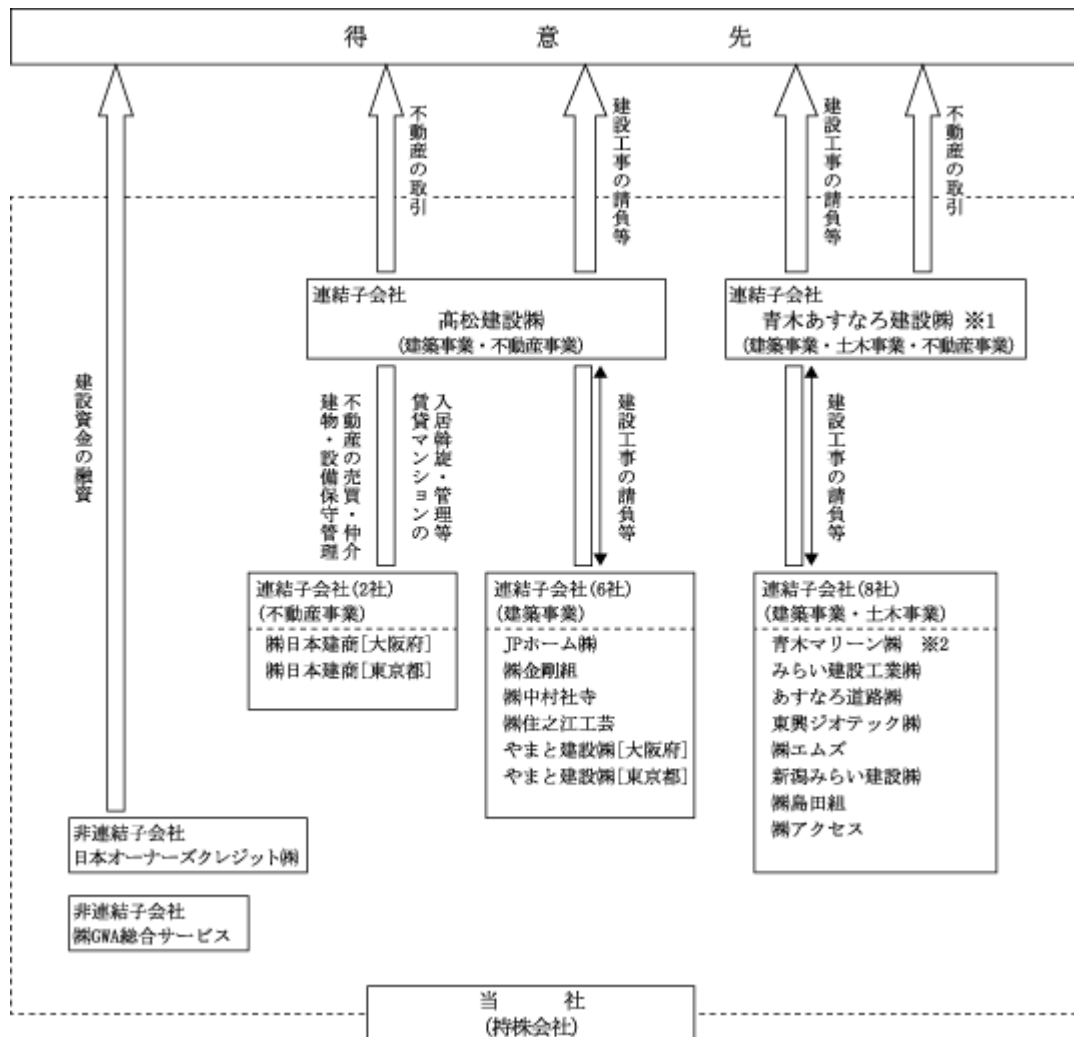 得意先
不動産の取引
建設工事の請負等
建設工事の請負等
不動産の取引
建設資金の融資
連結子会社
髙松建設㈱
(建築事業・不動産事業)
連結子会社
青木あすなろ建設㈱ ※1
(建築事業・土木事業・不動産事業)
入居斡旋・管理等
賃貸マンションの
不動産の売買・仲介
建物・設備保守管理
建設工事の請負等
建設工事の請負等
連結子会社(2社)
(不動産事業)
㈱日本建商[大阪府]
㈱日本建商[東京都]
連結子会社(6社)
(建築事業)
JPホーム㈱
㈱金剛組
㈱中村社寺
㈱住之江工芸
やまと建設㈱[大阪府]
やまと建設㈱[東京都]
連結子会社(8社)
(建築事業・土木事業)
青木マリーン㈱ ※2
みらい建設工業㈱
あすなろ道路㈱
東興ジオテック㈱
㈱エムズ
新潟みらい建設㈱
㈱島田組
㈱アクセス
非連結子会社
日本オーナーズクレジット㈱
非連結子会社
㈱GWA総合サービス
当社
(持株会社)